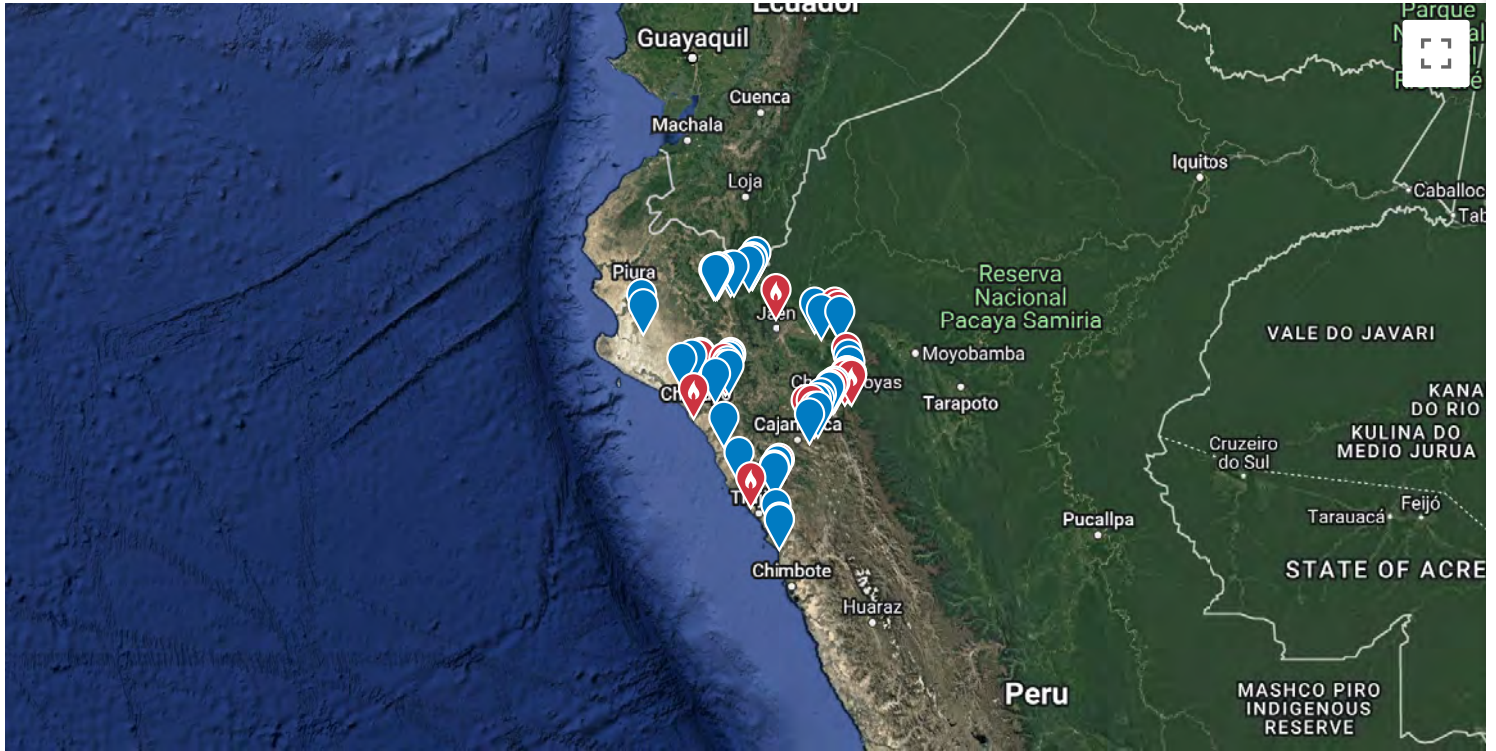 Ecuador
Parque
Guayaquil
Cuenca
Machala
Iquitos
Loja
Caballoc
Tab
Piura
Reserva
Nacional
Pacaya Samiria
Jaén
VALE DO JAVARI
Moyobamba
Tarapoto
KANA
DO RIO
KULINA DO
MEDIO JURUA
Cruzeiro
do Sul
Feijó
Tarauacá
Pucallpa
STATE OF ACRE
Chimbote
Huaraz
Peru
MASHCO PIRO
INDIGENOUS
RESERVE